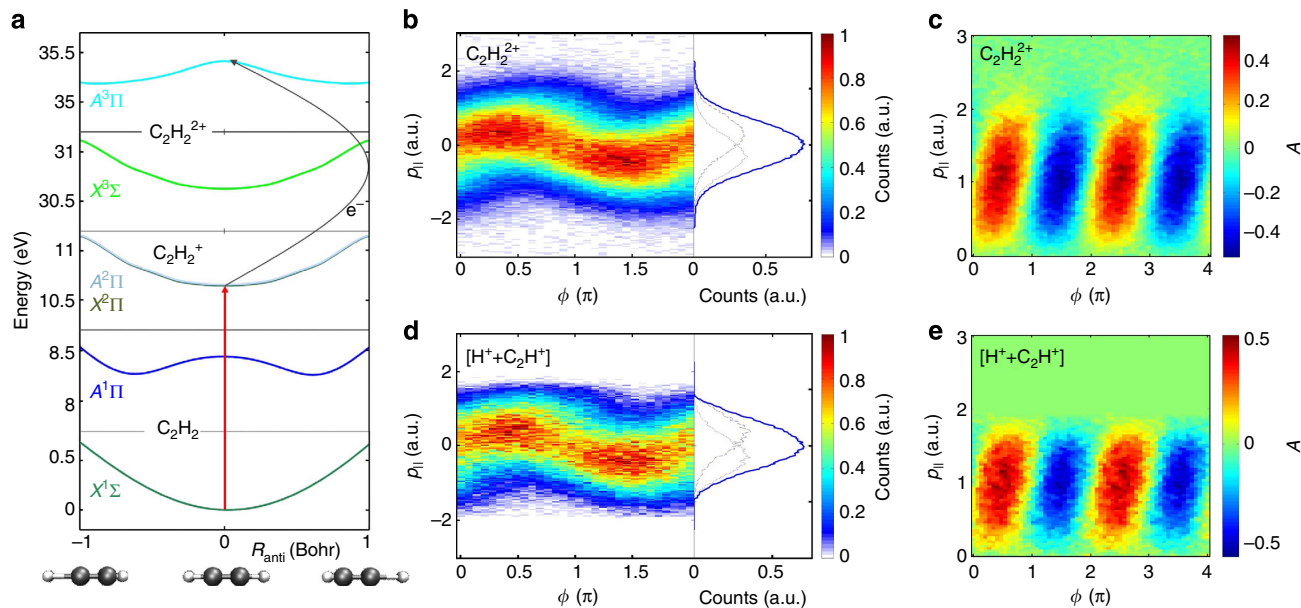 a
35.5
35
A³Π
C₂H₂²⁺
31
X³Σ
30.5
e⁻
C₂H₂⁺
11
A²Π
X²Π
10.5
Energy (eV)
8.5
A¹Π
8
C₂H₂
0.5
X¹Σ
0
−1
0
R_anti (Bohr)
1
b
C₂H₂²⁺
2
0
−2
p_|| (a.u.)
0
0.5
1
1.5
ϕ (π)
0
0.5
Counts (a.u.)
1
0.8
0.6
0.4
0.2
0
Counts (a.u.)
c
C₂H₂²⁺
3
2
1
0
p_|| (a.u.)
0
1
2
3
4
ϕ (π)
0.4
0.2
0
−0.2
−0.4
A
d
[H⁺+C₂H⁺]
2
0
−2
p_|| (a.u.)
0
0.5
1
1.5
ϕ (π)
0
0.5
Counts (a.u.)
1
0.8
0.6
0.4
0.2
0
Counts (a.u.)
e
[H⁺+C₂H⁺]
3
2
1
0
p_|| (a.u.)
0
1
2
3
4
ϕ (π)
0.5
0
−0.5
A